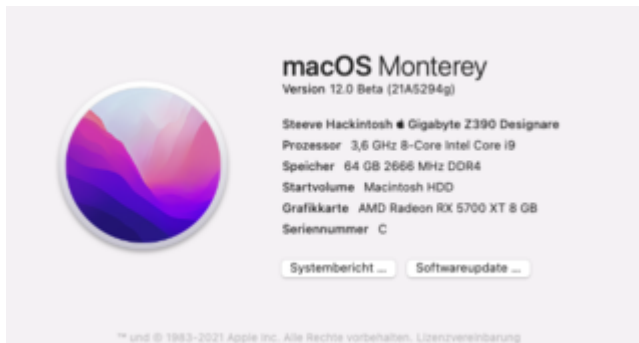 macOS Monterey
Version 12.0 Beta (21A5294g)
Steeve Hackintosh  Gigabyte Z390 Designare
Prozessor 3,6 GHz 8-Core Intel Core i9
Speicher 64 GB 2666 MHz DDR4
Startvolume Macintosh HDD
Grafikkarte AMD Radeon RX 5700 XT 8 GB
Seriennummer C
Systembericht ... Softwareupdate ...
™ und © 1983-2021 Apple Inc. Alle Rechte vorbehalten. Lizenzvereinbarung